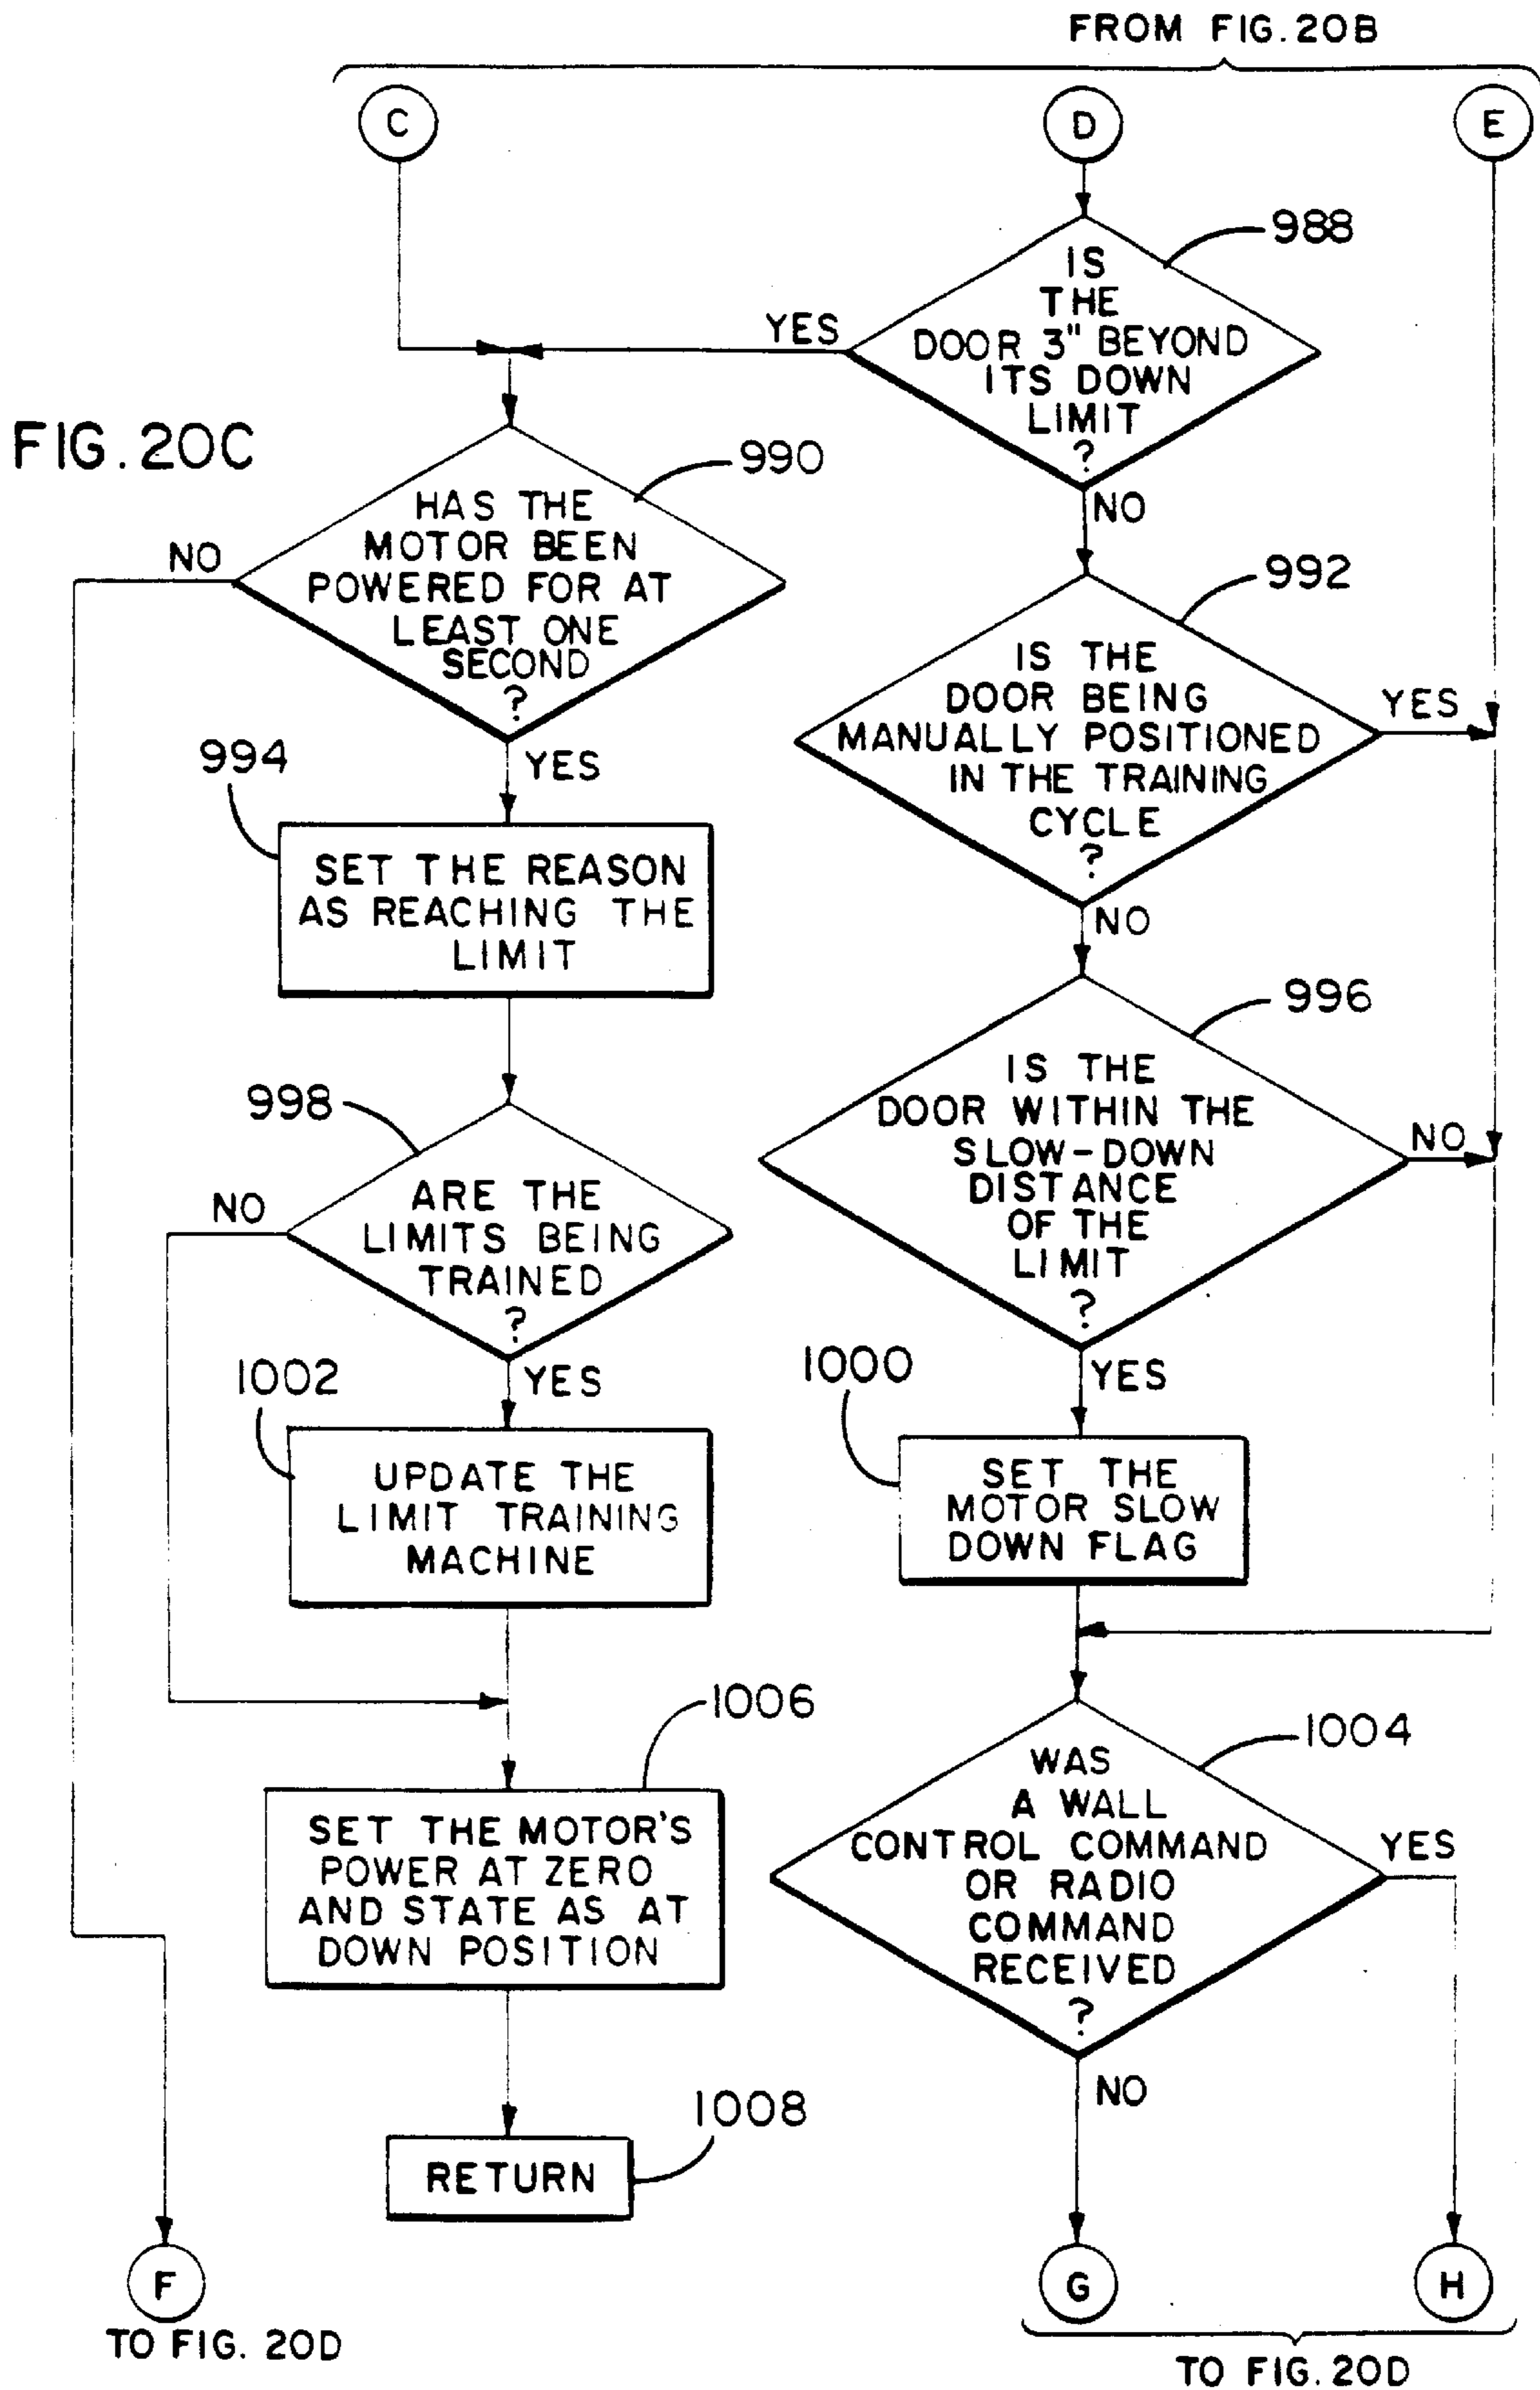 FROM FIG. 20B
C
D
E
988
IS
THE
DOOR 3" BEYOND
ITS DOWN
LIMIT
?
YES
NO
FIG. 20C
990
HAS THE
MOTOR BEEN
POWERED FOR AT
LEAST ONE
SECOND
?
NO
YES
992
IS THE
DOOR BEING
MANUALLY POSITIONED
IN THE TRAINING
CYCLE
?
YES
NO
994
SET THE REASON
AS REACHING THE
LIMIT
996
IS THE
DOOR WITHIN THE
SLOW-DOWN
DISTANCE
OF THE
LIMIT
?
NO
YES
998
ARE THE
LIMITS BEING
TRAINED
?
NO
YES
1000
SET THE
MOTOR SLOW
DOWN FLAG
1002
UPDATE THE
LIMIT TRAINING
MACHINE
1004
WAS
A WALL
CONTROL COMMAND
OR RADIO
COMMAND
RECEIVED
?
YES
NO
1006
SET THE MOTOR'S
POWER AT ZERO
AND STATE AS AT
DOWN POSITION
1008
RETURN
F
TO FIG. 20D
G
H
TO FIG. 20D